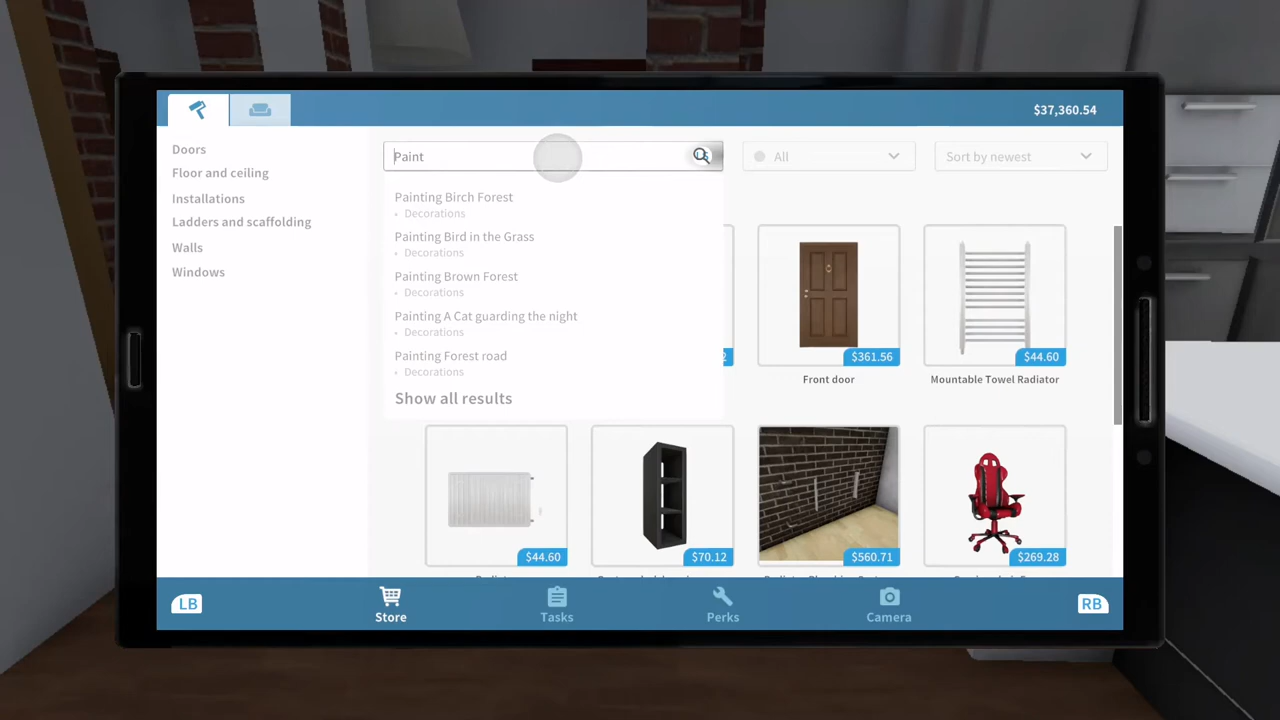 $37,360.54
Doors
Floor and ceiling
Installations
Ladders and scaffolding
Walls
Windows
Paint
All
Sort by newest
Painting Birch Forest
Decorations
Painting Bird in the Grass
Decorations
Painting Brown Forest
Decorations
Painting A Cat guarding the night
Decorations
Painting Forest road
Decorations
Show all results
$361.56
$44.60
Front door
Mountable Towel Radiator
$44.60
$70.12
$560.71
$269.28
LB
Store
Tasks
Perks
Camera
RB